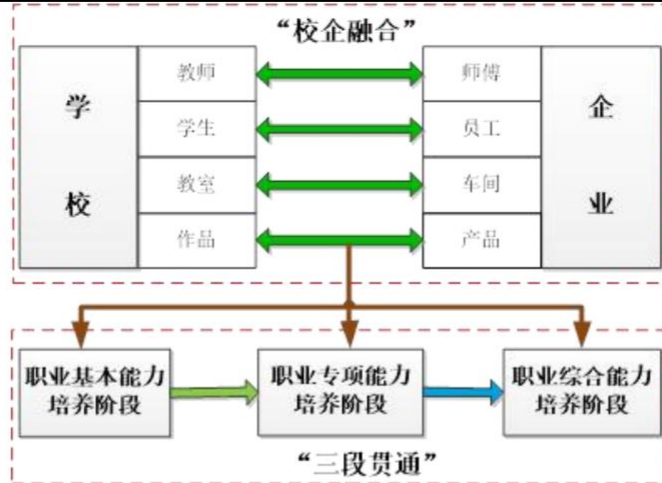 “校企融合”
学校
教师
师傅
企业
学生
员工
教室
车间
作品
产品
职业基本能力
培养阶段
职业专项能力
培养阶段
职业综合能力
培养阶段
“三段贯通”